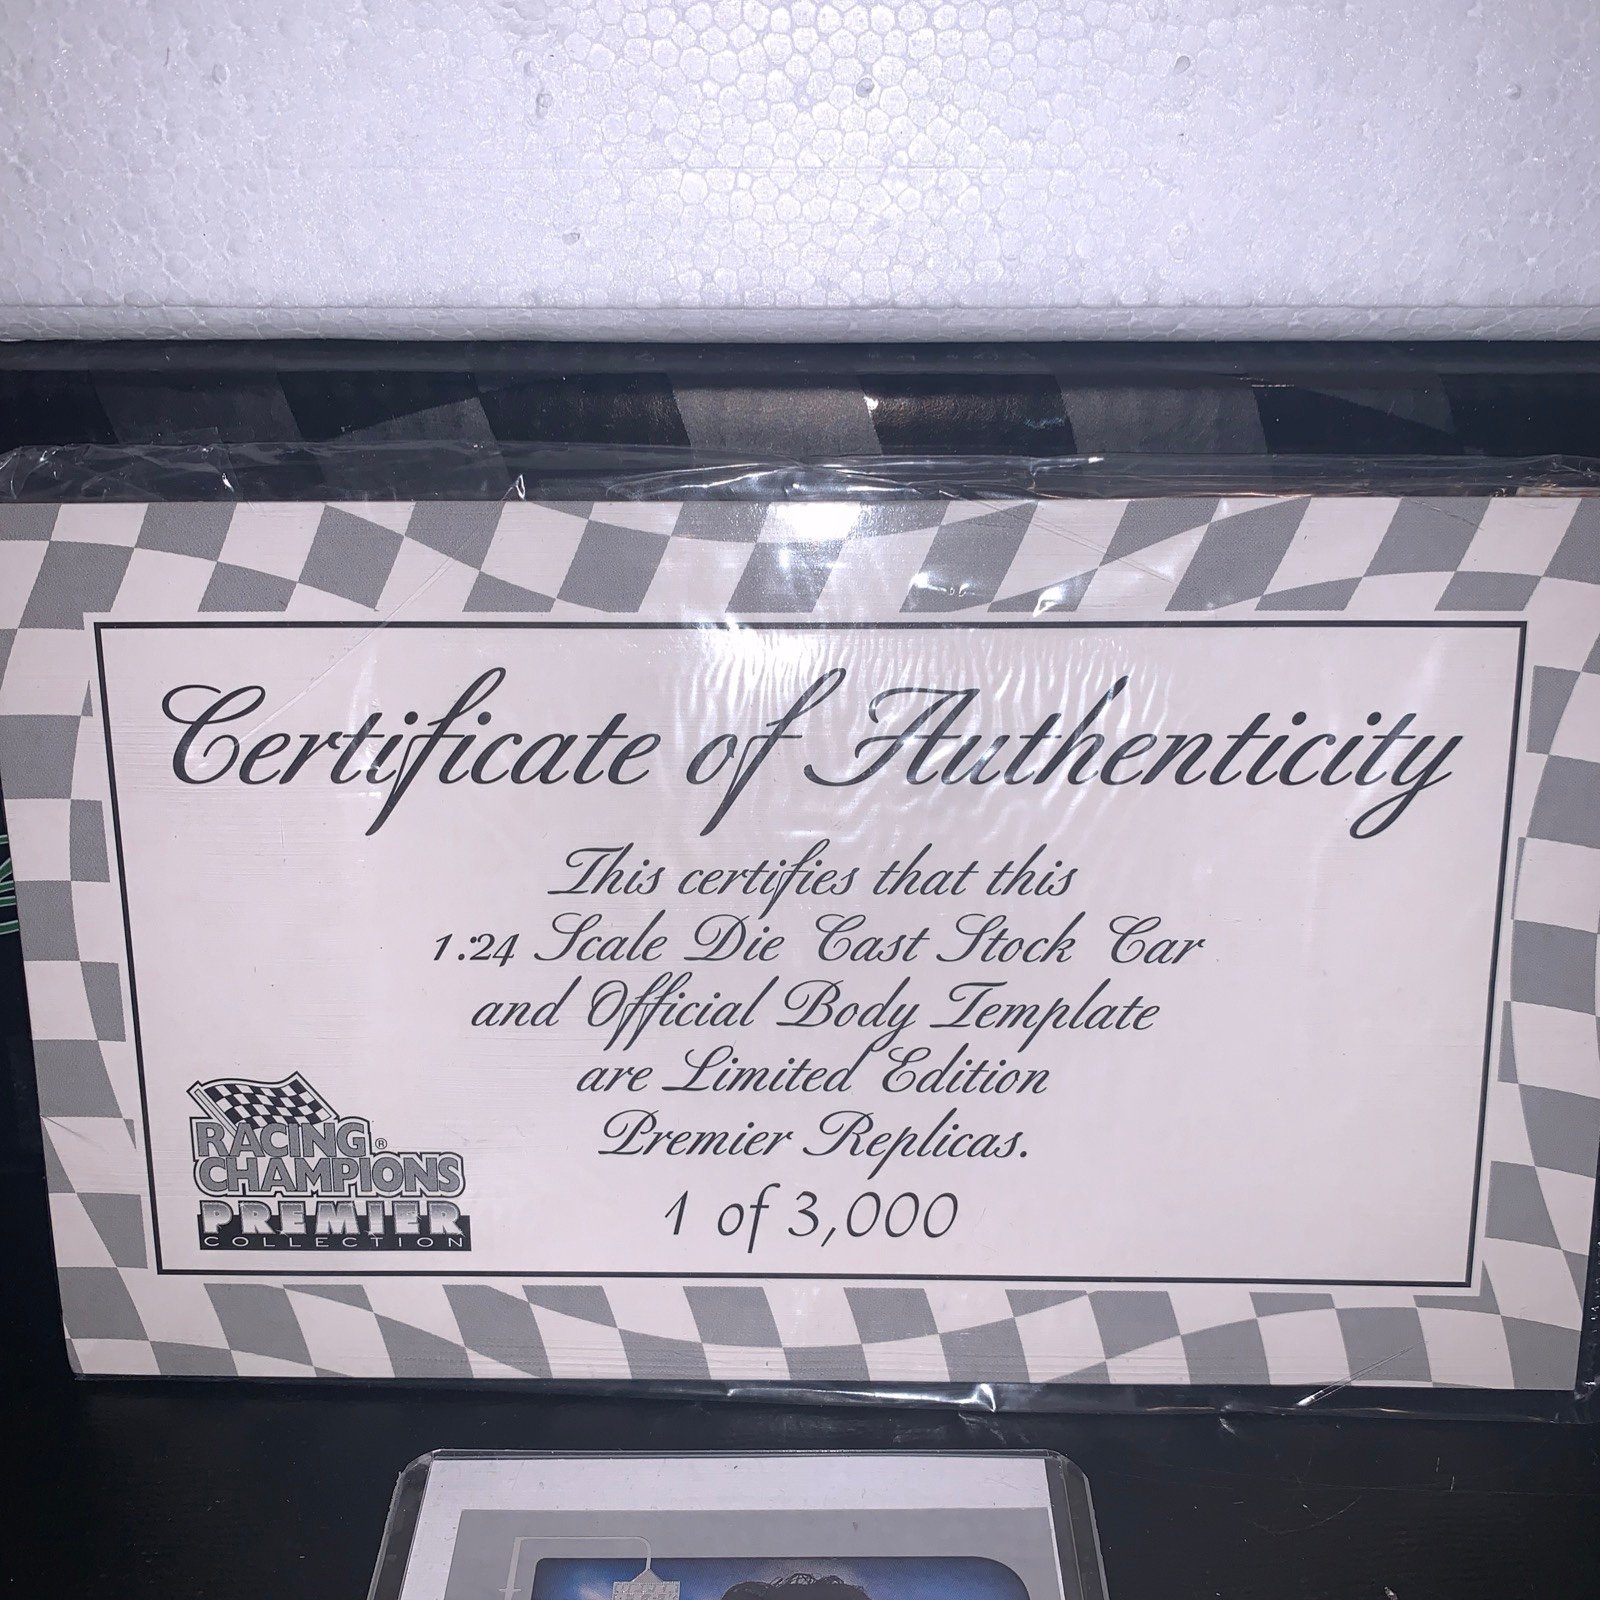 Certificate of Authenticity
This certifies that this
1:24 Scale Die Cast Stock Car
and Official Body Template
are Limited Edition
Premier Replicas.
1 of 3,000
RACING®
CHAMPIONS
PREMIER
COLLECTION